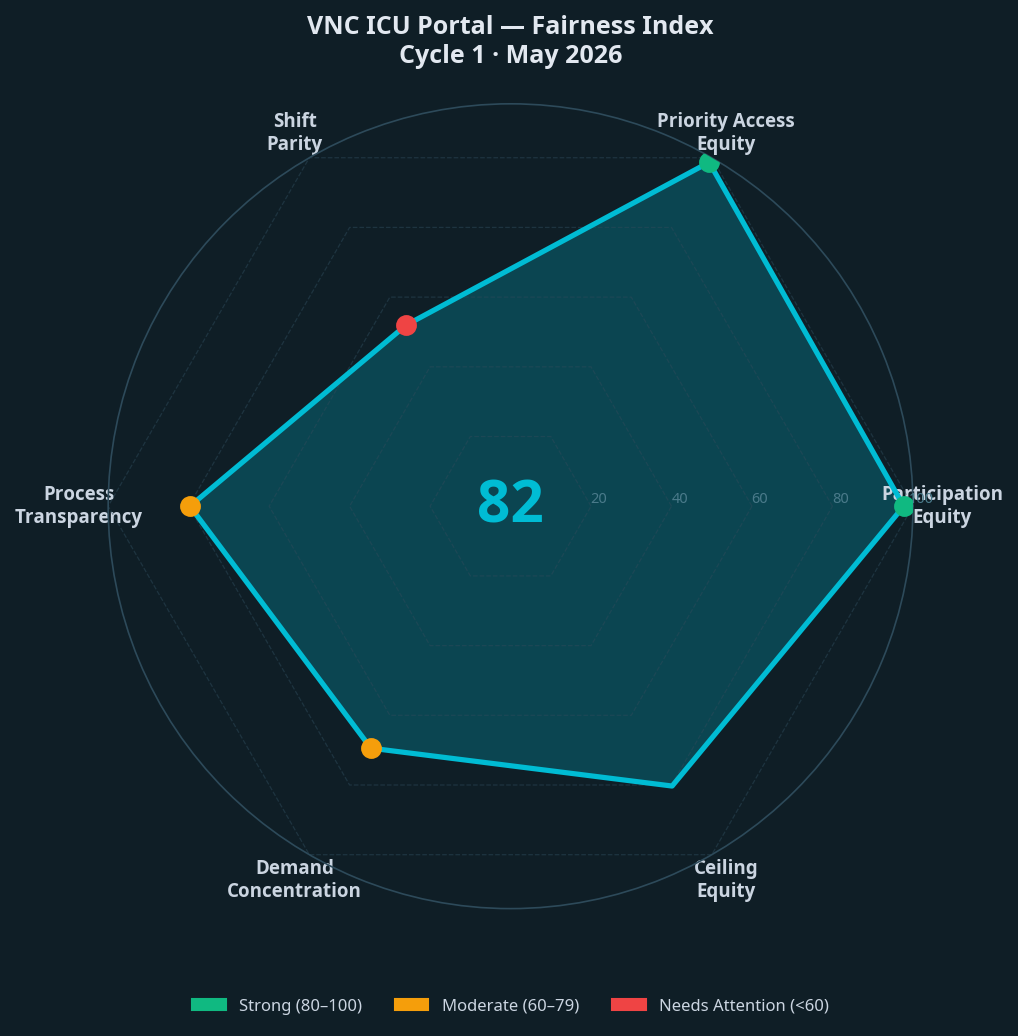 VNC ICU Portal — Fairness Index
Cycle 1 · May 2026
Shift
Parity
Priority Access
Equity
Process
Transparency
82
20
40
60
80
100
Participation
Equity
Demand
Concentration
Ceiling
Equity
Strong (80–100)
Moderate (60–79)
Needs Attention (<60)